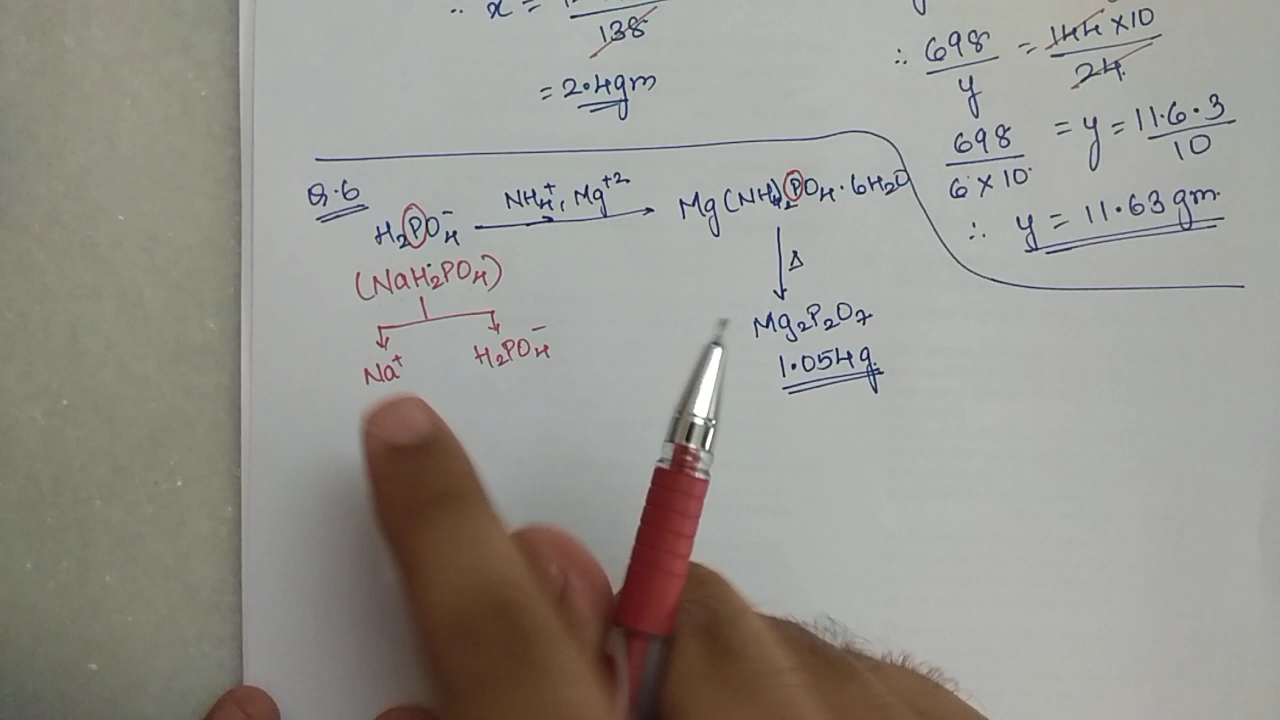 ∴ x =
138
= 2.4gm
∴ 698/y = 144 × 10/24
698/6 × 10 = y = 11.6.3/10
∴ y = 11.63 gm.
Q.6
H₂PO₄⁻ NH₄⁺, Mg⁺² Mg(NH₄)₂PO₄·6H₂O
(NaH₂PO₄) Δ
Na⁺ H₂PO₄⁻ Mg₂P₂O₇
1.054g.